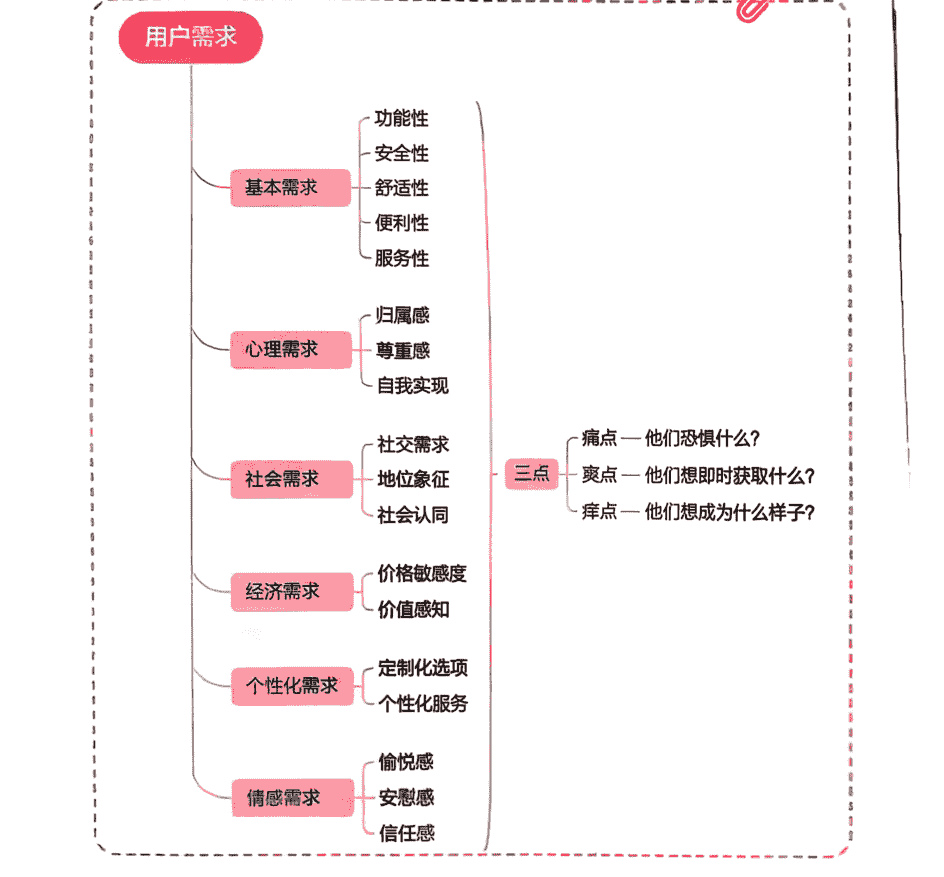 用户需求
基本需求
功能性
安全性
舒适性
便利性
服务性
心理需求
归属感
尊重感
自我实现
社会需求
社交需求
地位象征
社会认同
经济需求
价格敏感度
价值感知
个性化需求
定制化选项
个性化服务
情感需求
愉悦感
安慰感
信任感
三点
痛点 — 他们恐惧什么?
爽点 — 他们想即时获取什么?
痒点 — 他们想成为什么样子?